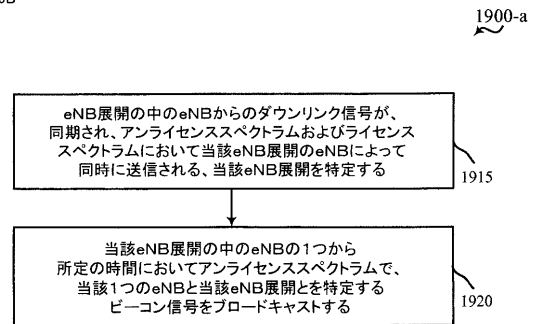 1900-a
eNB展開の中のeNBからのダウンリンク信号が、
同期され、アンライセンススペクトラムおよびライセンス
スペクトラムにおいて当該eNB展開のeNBによって
同時に送信される、当該eNB展開を特定する
1915
当該eNB展開の中のeNBの1つから
所定の時間においてアンライセンススペクトラムで、
当該1つのeNBと当該eNB展開とを特定する
ビーコン信号をブロードキャストする
1920